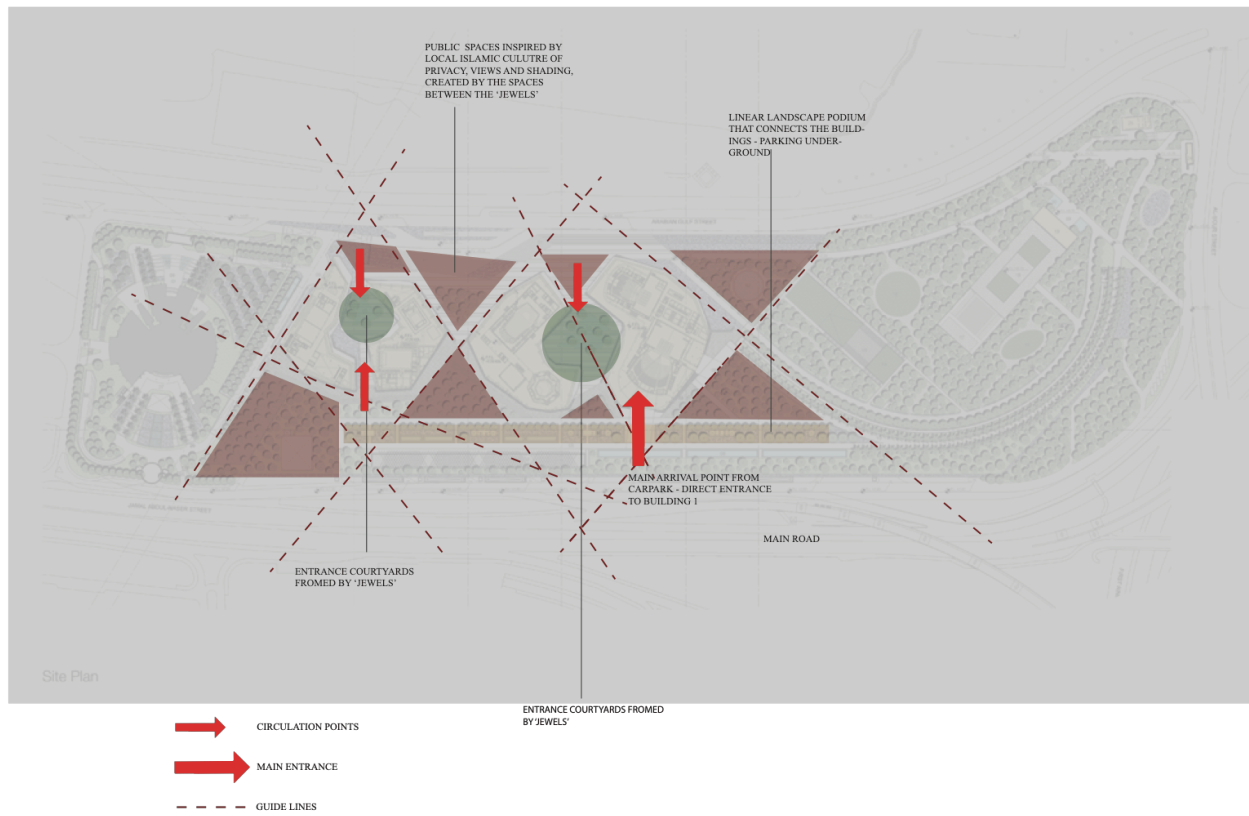 PUBLIC SPACES INSPIRED BY
LOCAL ISLAMIC CULUTRE OF
PRIVACY, VIEWS AND SHADING,
CREATED BY THE SPACES
BETWEEN THE ‘JEWELS’
LINEAR LANDSCAPE PODIUM
THAT CONNECTS THE BUILD-
INGS - PARKING UNDER-
GROUND
MAIN ARRIVAL POINT FROM
CARPARK - DIRECT ENTRANCE
TO BUILDING 1
MAIN ROAD
ENTRANCE COURTYARDS
FROMED BY ‘JEWELS’
Site Plan
ENTRANCE COURTYARDS FROMED
BY ‘JEWELS’
CIRCULATION POINTS
MAIN ENTRANCE
GUIDE LINES